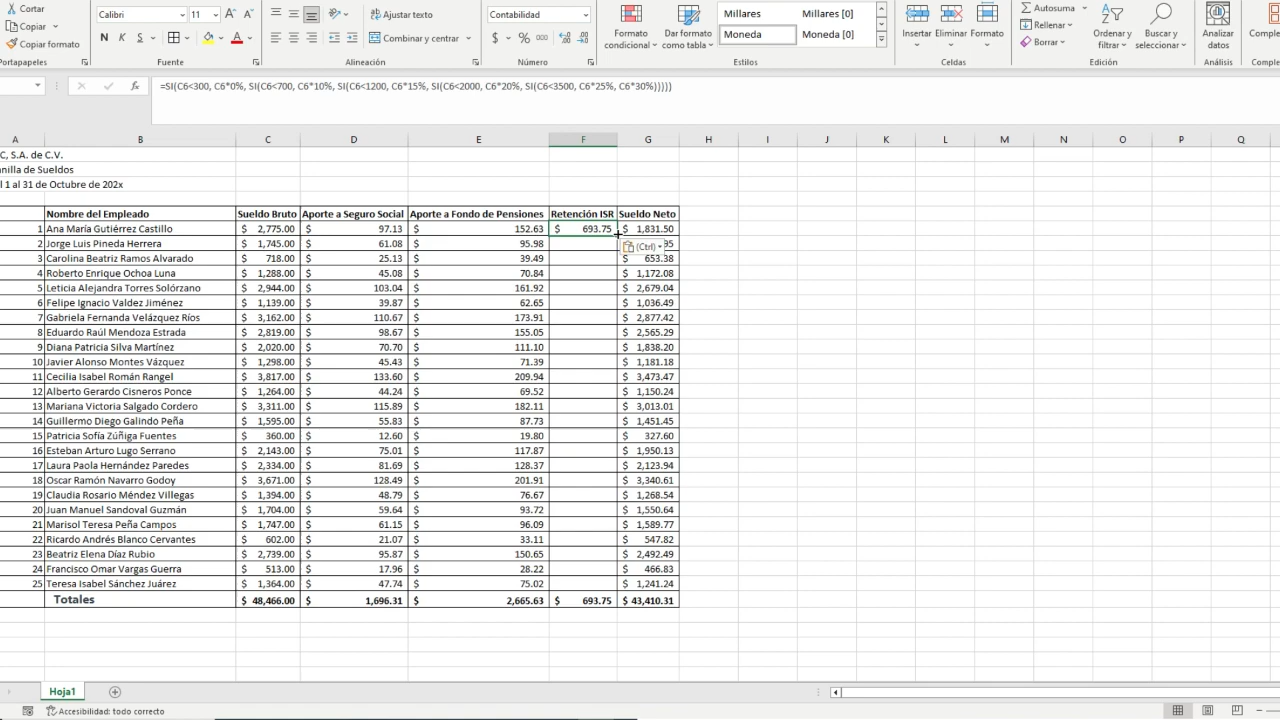 Cortar
Copiar
Copiar formato
Portapapeles
Calibri 11 A A
N K S A
Fuente
Ajustar texto
Combinar y centrar
Alineación
Contabilidad
$ % 000
Número
Formato condicional
Dar formato como tabla
Millares Millares [0]
Moneda Moneda [0]
Estilos
Insertar Eliminar Formato
Celdas
Autosuma
Rellenar
Borrar
Ordenar y filtrar
Buscar y seleccionar
Edición
Analizar datos
Análisis
Comple
Comple
fx =SI(C6<300, C6*0%, SI(C6<700, C6*10%, SI(C6<1200, C6*15%, SI(C6<2000, C6*20%, SI(C6<3500, C6*25%, C6*30%)))))
A B C D E F G H I J K L M N O P Q
C, S.A. de C.V.
anilla de Sueldos
l 1 al 31 de Octubre de 202x
Nombre del Empleado Sueldo Bruto Aporte a Seguro Social Aporte a Fondo de Pensiones Retención ISR Sueldo Neto
1 Ana María Gutiérrez Castillo $ 2,775.00 $ 97.13 $ 152.63 $ 693.75 $ 1,831.50
2 Jorge Luis Pineda Herrera $ 1,745.00 $ 61.08 $ 95.98 (Ctrl) 95
3 Carolina Beatriz Ramos Alvarado $ 718.00 $ 25.13 $ 39.49 $ 653.38
4 Roberto Enrique Ochoa Luna $ 1,288.00 $ 45.08 $ 70.84 $ 1,172.08
5 Leticia Alejandra Torres Solórzano $ 2,944.00 $ 103.04 $ 161.92 $ 2,679.04
6 Felipe Ignacio Valdez Jiménez $ 1,139.00 $ 39.87 $ 62.65 $ 1,036.49
7 Gabriela Fernanda Velázquez Ríos $ 3,162.00 $ 110.67 $ 173.91 $ 2,877.42
8 Eduardo Raúl Mendoza Estrada $ 2,819.00 $ 98.67 $ 155.05 $ 2,565.29
9 Diana Patricia Silva Martínez $ 2,020.00 $ 70.70 $ 111.10 $ 1,838.20
10 Javier Alonso Montes Vázquez $ 1,298.00 $ 45.43 $ 71.39 $ 1,181.18
11 Cecilia Isabel Román Rangel $ 3,817.00 $ 133.60 $ 209.94 $ 3,473.47
12 Alberto Gerardo Cisneros Ponce $ 1,264.00 $ 44.24 $ 69.52 $ 1,150.24
13 Mariana Victoria Salgado Cordero $ 3,311.00 $ 115.89 $ 182.11 $ 3,013.01
14 Guillermo Diego Galindo Peña $ 1,595.00 $ 55.83 $ 87.73 $ 1,451.45
15 Patricia Sofía Zúñiga Fuentes $ 360.00 $ 12.60 $ 19.80 $ 327.60
16 Esteban Arturo Lugo Serrano $ 2,143.00 $ 75.01 $ 117.87 $ 1,950.13
17 Laura Paola Hernández Paredes $ 2,334.00 $ 81.69 $ 128.37 $ 2,123.94
18 Oscar Ramón Navarro Godoy $ 3,671.00 $ 128.49 $ 201.91 $ 3,340.61
19 Claudia Rosario Méndez Villegas $ 1,394.00 $ 48.79 $ 76.67 $ 1,268.54
20 Juan Manuel Sandoval Guzmán $ 1,704.00 $ 59.64 $ 93.72 $ 1,550.64
21 Marisol Teresa Peña Campos $ 1,747.00 $ 61.15 $ 96.09 $ 1,589.77
22 Ricardo Andrés Blanco Cervantes $ 602.00 $ 21.07 $ 33.11 $ 547.82
23 Beatriz Elena Díaz Rubio $ 2,739.00 $ 95.87 $ 150.65 $ 2,492.49
24 Francisco Omar Vargas Guerra $ 513.00 $ 17.96 $ 28.22 $ 466.83
25 Teresa Isabel Sánchez Juárez $ 1,364.00 $ 47.74 $ 75.02 $ 1,241.24
Totales $ 48,466.00 $ 1,696.31 $ 2,665.63 $ 693.75 $ 43,410.31
Hoja1
Accesibilidad: todo correcto